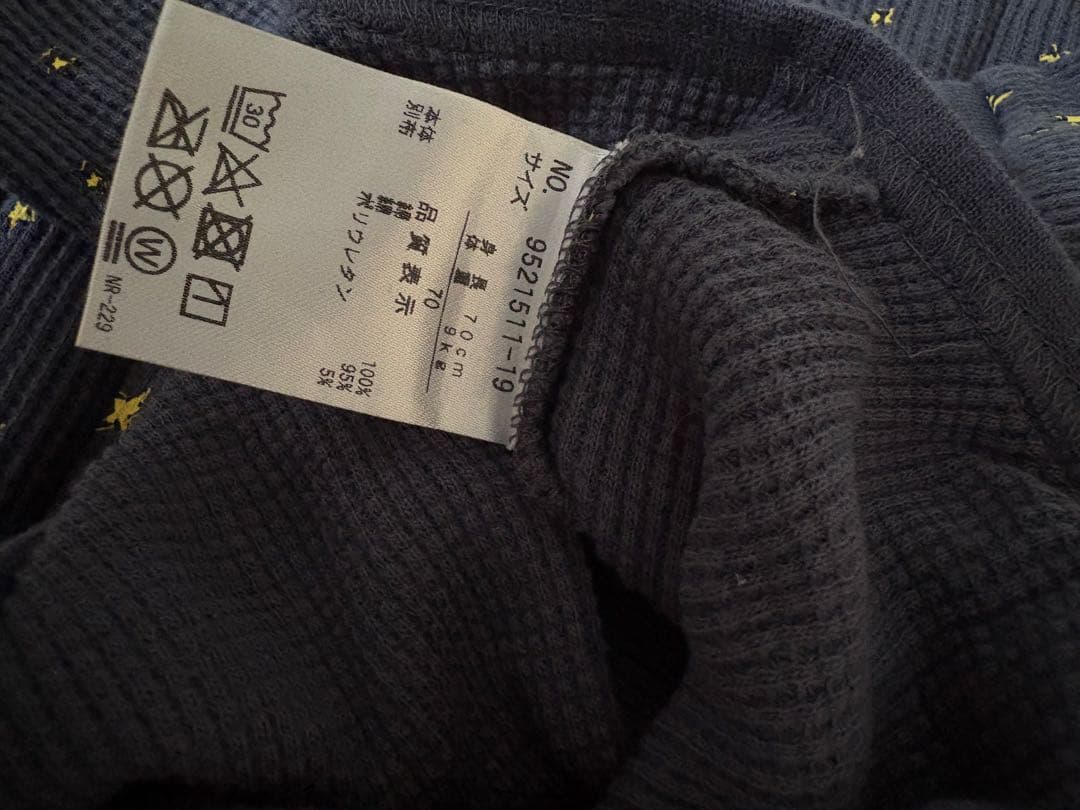 NO. 9521511-19
サイズ 70
身長 70cm
体重 9kg
品質表示
本体 綿 100%
別布 綿 95%
ポリウレタン 5%
30
W
NR-229